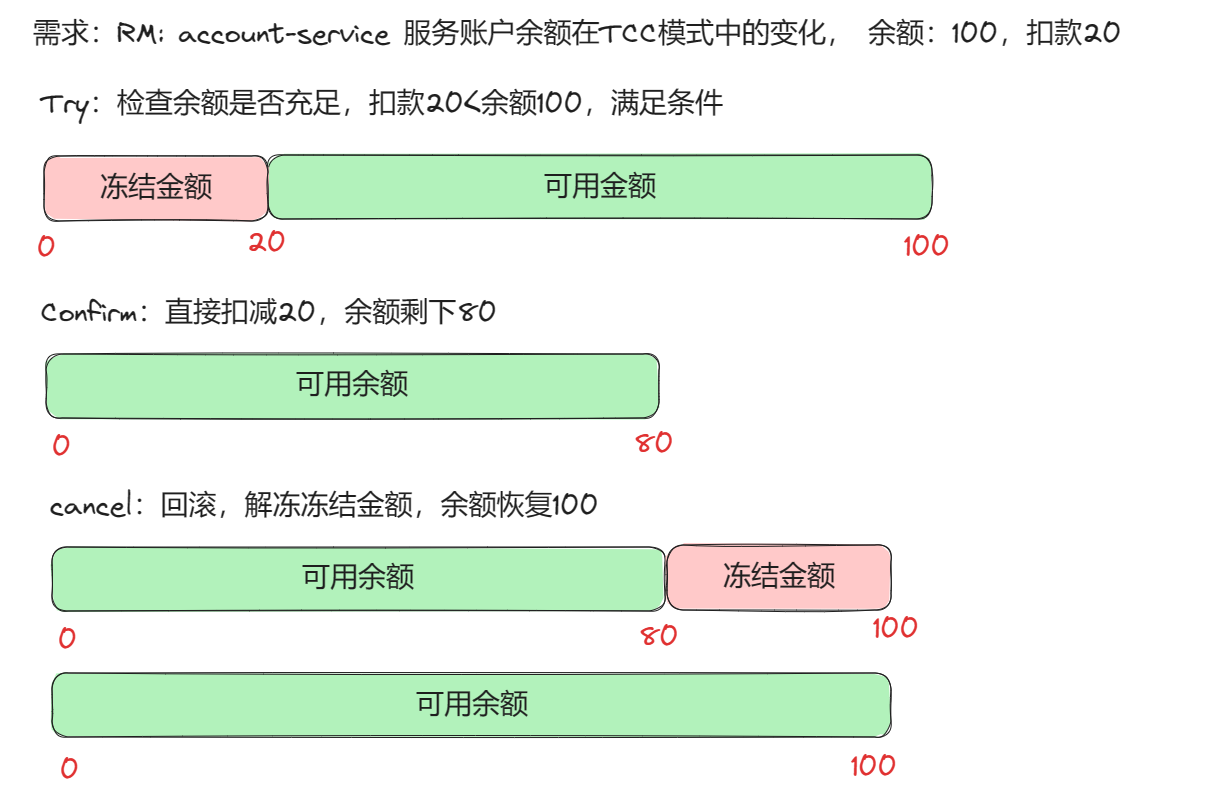 需求：RM: account-service 服务账户余额在TCC模式中的变化， 余额：100，扣款20
Try：检查余额是否充足，扣款20<余额100，满足条件
冻结金额 可用金额
0 20 100
Confirm：直接扣减20，余额剩下80
可用余额
0 80
cancel：回滚，解冻冻结金额，余额恢复100
可用余额 冻结金额
0 80 100
可用余额
0 100